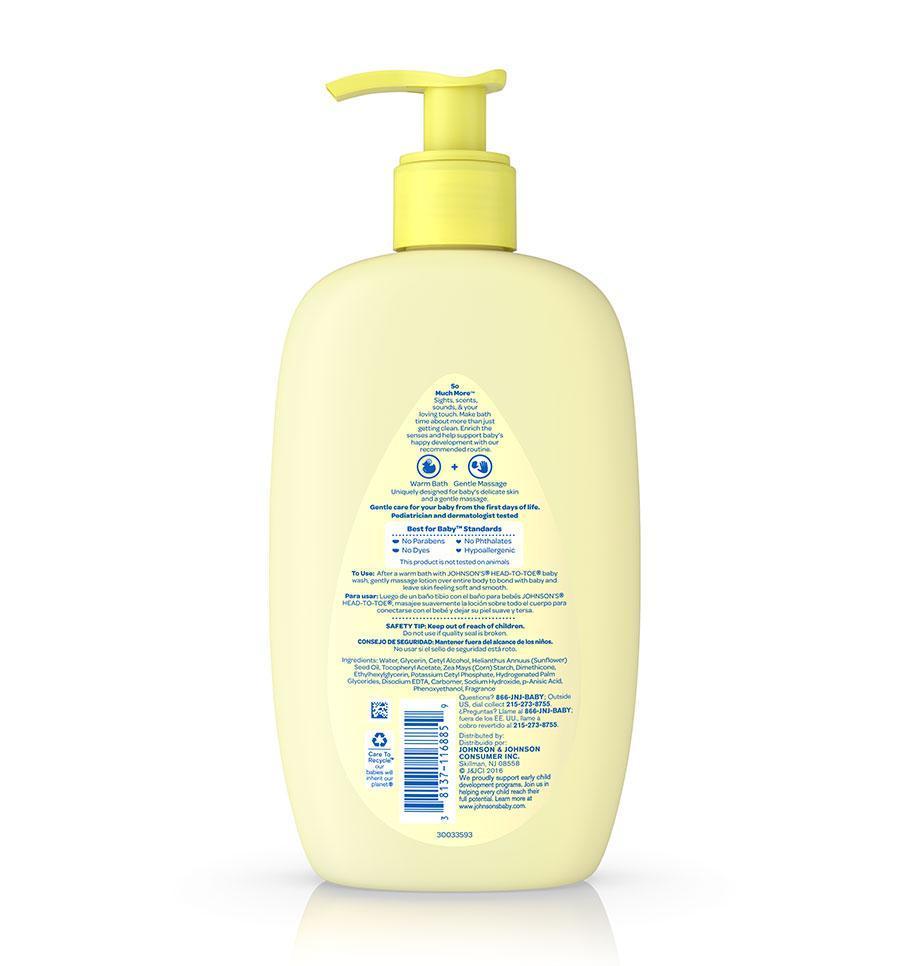 So
Much More™
Sights, scents,
sounds, & your
loving touch. Make bath
time about more than just
getting clean. Enrich the
senses and help support baby's
happy development with our
recommended routine.
+
Warm Bath Gentle Massage
Uniquely designed for baby's delicate skin
and a gentle massage.
Gentle care for your baby from the first days of life.
Pediatrician and dermatologist tested
Best for Baby™ Standards
No Parabens No Phthalates
No Dyes Hypoallergenic
This product is not tested on animals
To Use: After a warm bath with JOHNSON'S® HEAD-TO-TOE® baby
wash, gently massage lotion over entire body to bond with baby and
leave skin feeling soft and smooth.
Para usar: Luego de un baño tibio con el baño para bebés JOHNSON'S®
HEAD-TO-TOE®, masajee suavemente la loción sobre todo el cuerpo para
conectarse con el bebé y dejar su piel suave y tersa.
SAFETY TIP: Keep out of reach of children.
Do not use if quality seal is broken.
CONSEJO DE SEGURIDAD: Mantener fuera del alcance de los niños.
No usar si el sello de seguridad está roto.
Ingredients: Water, Glycerin, Cetyl Alcohol, Helianthus Annuus (Sunflower)
Seed Oil, Tocopheryl Acetate, Zea Mays (Corn) Starch, Dimethicone,
Ethylhexylglycerin, Potassium Cetyl Phosphate, Hydrogenated Palm
Glycerides, Disodium EDTA, Carbomer, Sodium Hydroxide, p-Anisic Acid,
Phenoxyethanol, Fragrance
Questions? 866-JNJ-BABY; Outside
US, dial collect 215-273-8755.
¿Preguntas? Llame al 866-JNJ-BABY;
fuera de los EE. UU., llame a
cobro revertido al 215-273-8755.
Distributed by:
Distribuido por:
JOHNSON & JOHNSON
CONSUMER INC.
Skillman, NJ 08558
© J&JCI 2016
We proudly support early child
development programs. Join us in
helping every child reach their
full potential. Learn more at
www.johnsonsbaby.com.
Care To
Recycle™
our
babies will
inherit our
planet®
3 8137-116885 9
30033593